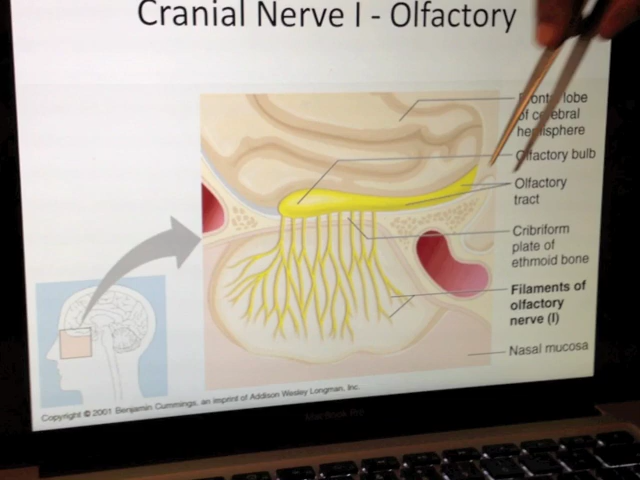 Cranial Nerve I - Olfactory
Frontal lobe
of cerebral
hemisphere
Olfactory bulb
Olfactory
tract
Cribriform
plate of
ethmoid bone
Filaments of
olfactory
nerve (I)
Nasal mucosa
Copyright © 2001 Benjamin Cummings, an imprint of Addison Wesley Longman, Inc.
MacBook Pro